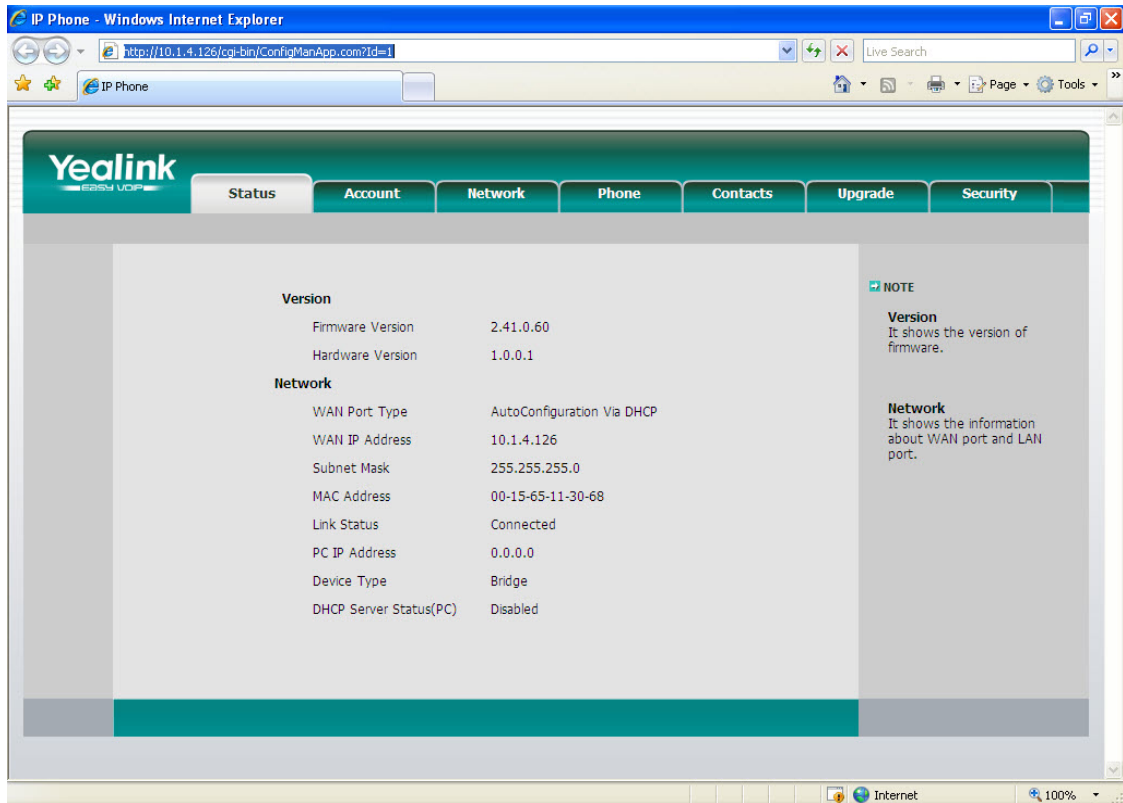 IP Phone - Windows Internet Explorer
http://10.1.4.126/cgi-bin/ConfigManApp.com?Id=1
Live Search
IP Phone
Page
Tools
Yealink
EASY VOIP
Status Account Network Phone Contacts Upgrade Security
Version
Firmware Version 2.41.0.60
Hardware Version 1.0.0.1
Network
WAN Port Type AutoConfiguration Via DHCP
WAN IP Address 10.1.4.126
Subnet Mask 255.255.255.0
MAC Address 00-15-65-11-30-68
Link Status Connected
PC IP Address 0.0.0.0
Device Type Bridge
DHCP Server Status(PC) Disabled
NOTE
Version
It shows the version of
firmware.
Network
It shows the information
about WAN port and LAN
port.
Internet
100%